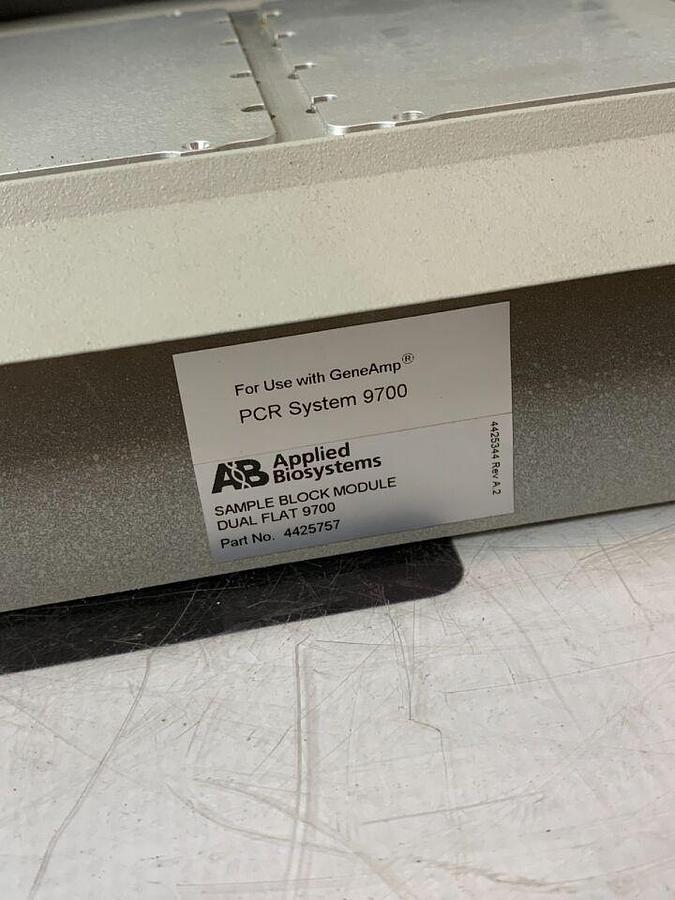 For Use with GeneAmp®
PCR System 9700
AB Applied
Biosystems
SAMPLE BLOCK MODULE
DUAL FLAT 9700
Part No. 4425757
4425344 Rev A.2